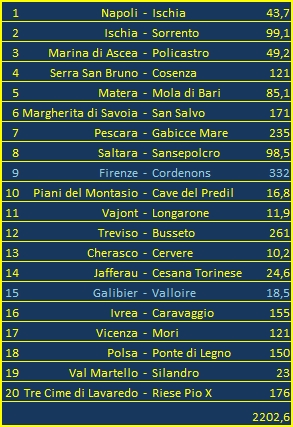 1 Napoli - Ischia 43,7
2 Ischia - Sorrento 99,1
3 Marina di Ascea - Policastro 49,2
4 Serra San Bruno - Cosenza 121
5 Matera - Mola di Bari 85,1
6 Margherita di Savoia - San Salvo 171
7 Pescara - Gabicce Mare 235
8 Saltara - Sansepolcro 98,5
9 Firenze - Cordenons 332
10 Piani del Montasio - Cave del Predil 16,8
11 Vajont - Longarone 11,9
12 Treviso - Busseto 261
13 Cherasco - Cervere 10,2
14 Jafferau - Cesana Torinese 24,6
15 Galibier - Valloire 18,5
16 Ivrea - Caravaggio 155
17 Vicenza - Mori 121
18 Polsa - Ponte di Legno 150
19 Val Martello - Silandro 23
20 Tre Cime di Lavaredo - Riese Pio X 176
2202,6